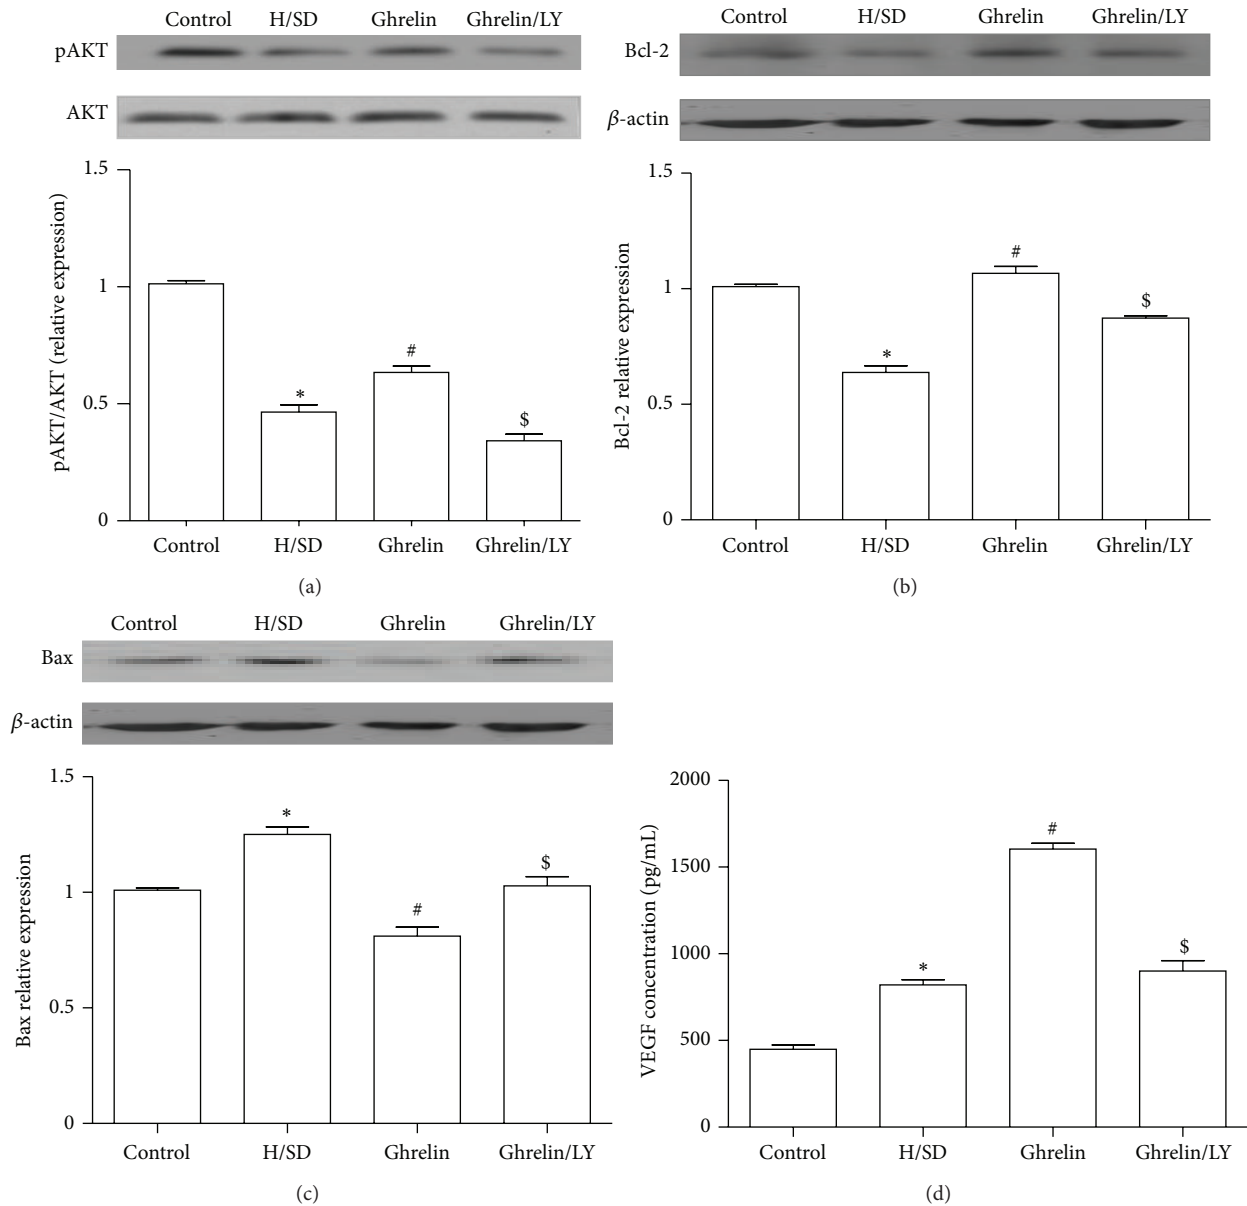 Control H/SD Ghrelin Ghrelin/LY
pAKT
AKT
1.5
1
0.5
0
pAKT/AKT (relative expression)
*
#
$
Control H/SD Ghrelin Ghrelin/LY
(a)
Control H/SD Ghrelin Ghrelin/LY
Bcl-2
β-actin
1.5
1
0.5
0
Bcl-2 relative expression
*
#
$
Control H/SD Ghrelin Ghrelin/LY
(b)
Control H/SD Ghrelin Ghrelin/LY
Bax
β-actin
1.5
1
0.5
0
Bax relative expression
*
#
$
Control H/SD Ghrelin Ghrelin/LY
(c)
2000
1500
1000
500
0
VEGF concentration (pg/mL)
*
#
$
Control H/SD Ghrelin Ghrelin/LY
(d)